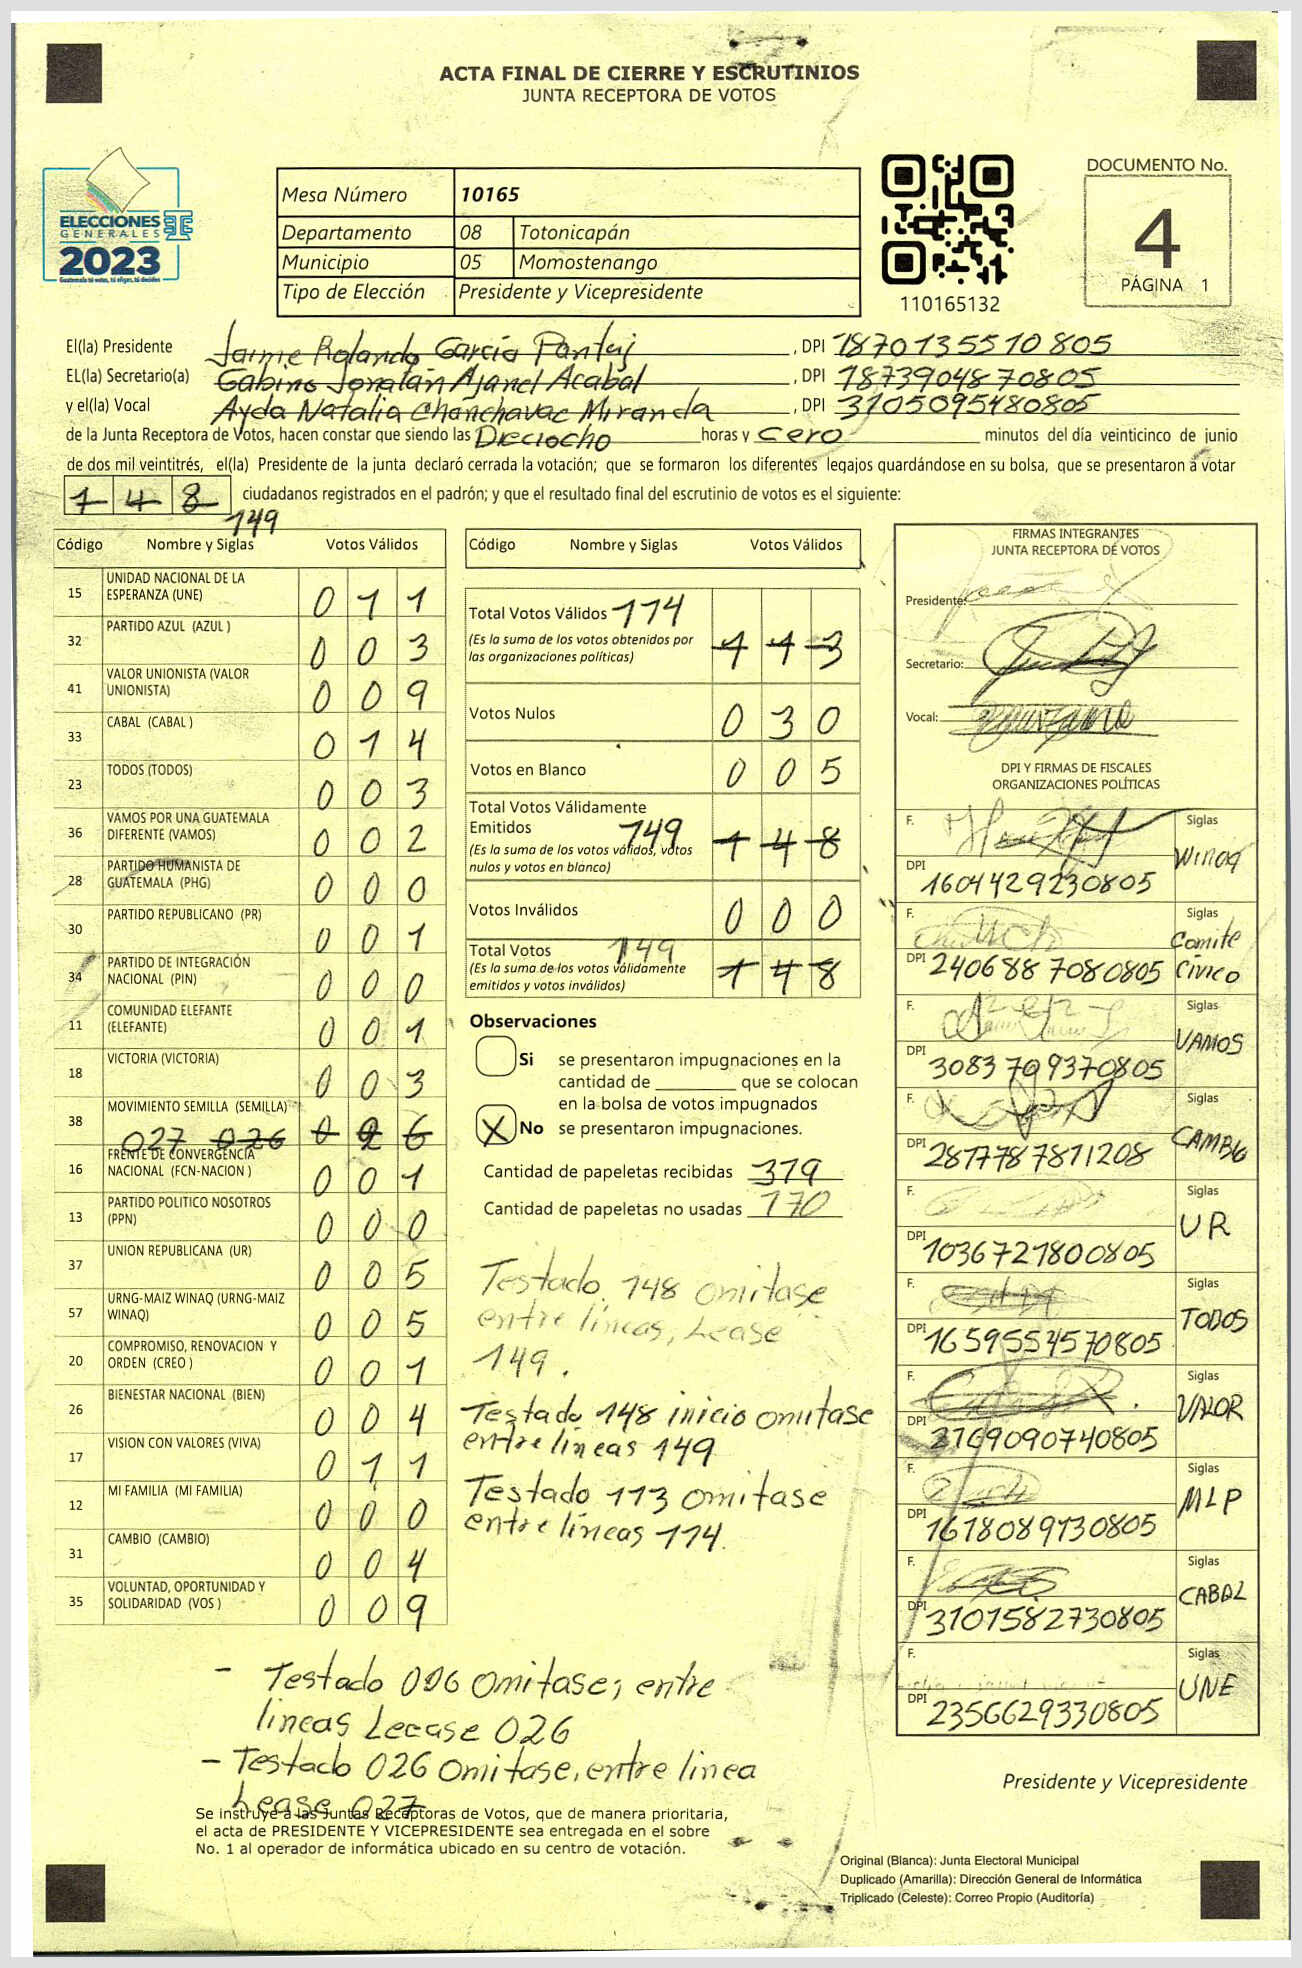 ACTA FINAL DE CIERRE Y ESCRUTINIOS
JUNTA RECEPTORA DE VOTOS
ELECCIONES
GENERALES
2023
Guatemala tú votas, tú eliges, tú decides
Mesa Número 10165
Departamento 08 Totonicapán
Municipio 05 Momostenango
Tipo de Elección Presidente y Vicepresidente
110165132
DOCUMENTO No.
4
PÁGINA 1
El(la) Presidente Jaime Rolando García , DPI 1870135510805
EL(la) Secretario(a) Gabino Jonatán Ajanel Acabal , DPI 1873904870805
y el(la) Vocal Ayda Natalia Chanchavac Miranda , DPI 3105095480805
de la Junta Receptora de Votos, hacen constar que siendo las Dieciocho horas y cero minutos del día veinticinco de junio
de dos mil veintitrés, el(la) Presidente de la junta declaró cerrada la votación; que se formaron los diferentes legajos quardándose en su bolsa, que se presentaron a votar
148 ciudadanos registrados en el padrón; y que el resultado final del escrutinio de votos es el siguiente:
149
Código Nombre y Siglas Votos Válidos
15 UNIDAD NACIONAL DE LA
ESPERANZA (UNE) 0 1 1
32 PARTIDO AZUL (AZUL ) 0 0 3
41 VALOR UNIONISTA (VALOR
UNIONISTA) 0 0 9
33 CABAL (CABAL ) 0 1 4
23 TODOS (TODOS) 0 0 3
36 VAMOS POR UNA GUATEMALA
DIFERENTE (VAMOS) 0 0 2
28 PARTIDO HUMANISTA DE
GUATEMALA (PHG) 0 0 0
30 PARTIDO REPUBLICANO (PR) 0 0 1
34 PARTIDO DE INTEGRACIÓN
NACIONAL (PIN) 0 0 0
11 COMUNIDAD ELEFANTE
(ELEFANTE) 0 0 1
18 VICTORIA (VICTORIA) 0 0 3
38 MOVIMIENTO SEMILLA (SEMILLA)
027 026 0 2 6
16 FRENTE DE CONVERGENCIA
NACIONAL (FCN-NACION ) 0 0 1
13 PARTIDO POLITICO NOSOTROS
(PPN) 0 0 0
37 UNION REPUBLICANA (UR) 0 0 5
57 URNG-MAIZ WINAQ (URNG-MAIZ
WINAQ) 0 0 5
20 COMPROMISO, RENOVACION Y
ORDEN (CREO ) 0 0 1
26 BIENESTAR NACIONAL (BIEN) 0 0 4
17 VISION CON VALORES (VIVA) 0 1 1
12 MI FAMILIA (MI FAMILIA) 0 0 0
31 CAMBIO (CAMBIO) 0 0 4
35 VOLUNTAD, OPORTUNIDAD Y
SOLIDARIDAD (VOS ) 0 0 9
Código Nombre y Siglas Votos Válidos
Total Votos Válidos 114
(Es la suma de los votos obtenidos por
las organizaciones políticas) 1 1 3
Votos Nulos 0 3 0
Votos en Blanco 0 0 5
Total Votos Válidamente
Emitidos 149 1 4 8
(Es la suma de los votos válidos, votos
nulos y votos en blanco)
Votos Inválidos 0 0 0
Total Votos 149
(Es la suma de los votos válidamente
emitidos y votos inválidos) 1 4 8
Observaciones
Si se presentaron impugnaciones en la
cantidad de ________ que se colocan
en la bolsa de votos impugnados
X No se presentaron impugnaciones.
Cantidad de papeletas recibidas 319
Cantidad de papeletas no usadas 170
Testado 148 omitase
entre lineas, Lease
149.
Testado 148 inicio omitase
entre lineas 149
Testado 113 omitase
entre lineas 114.
FIRMAS INTEGRANTES
JUNTA RECEPTORA DE VOTOS
Presidente:
Secretario:
Vocal:
DPI Y FIRMAS DE FISCALES
ORGANIZACIONES POLÍTICAS
F. Siglas
DPI 1604429230805 winaq
F. Siglas
DPI 2406887080805 Comite Civico
F. Siglas
DPI 3083709370805 VAMOS
F. Siglas
DPI 2817787811208 CAMBIO
F. Siglas
DPI 1036721800805 UR
F. Siglas
DPI 1659554570805 TODOS
F. Siglas
DPI 2169090740805 VALOR
F. Siglas
DPI 1618089130805 MLP
F. Siglas
DPI 3101582730805 CABAL
F. Siglas
DPI 2356629330805 UNE
- Testado 006 omitase; entre
lineas Lecase 026
- Testado 026 omitase, entre linea
Lease 027
Se instruye a las Juntas Receptoras de Votos, que de manera prioritaria,
el acta de PRESIDENTE Y VICEPRESIDENTE sea entregada en el sobre
No. 1 al operador de informática ubicado en su centro de votación.
Presidente y Vicepresidente
Original (Blanca): Junta Electoral Municipal
Duplicado (Amarilla): Dirección General de Informática
Triplicado (Celeste): Correo Propio (Auditoría)